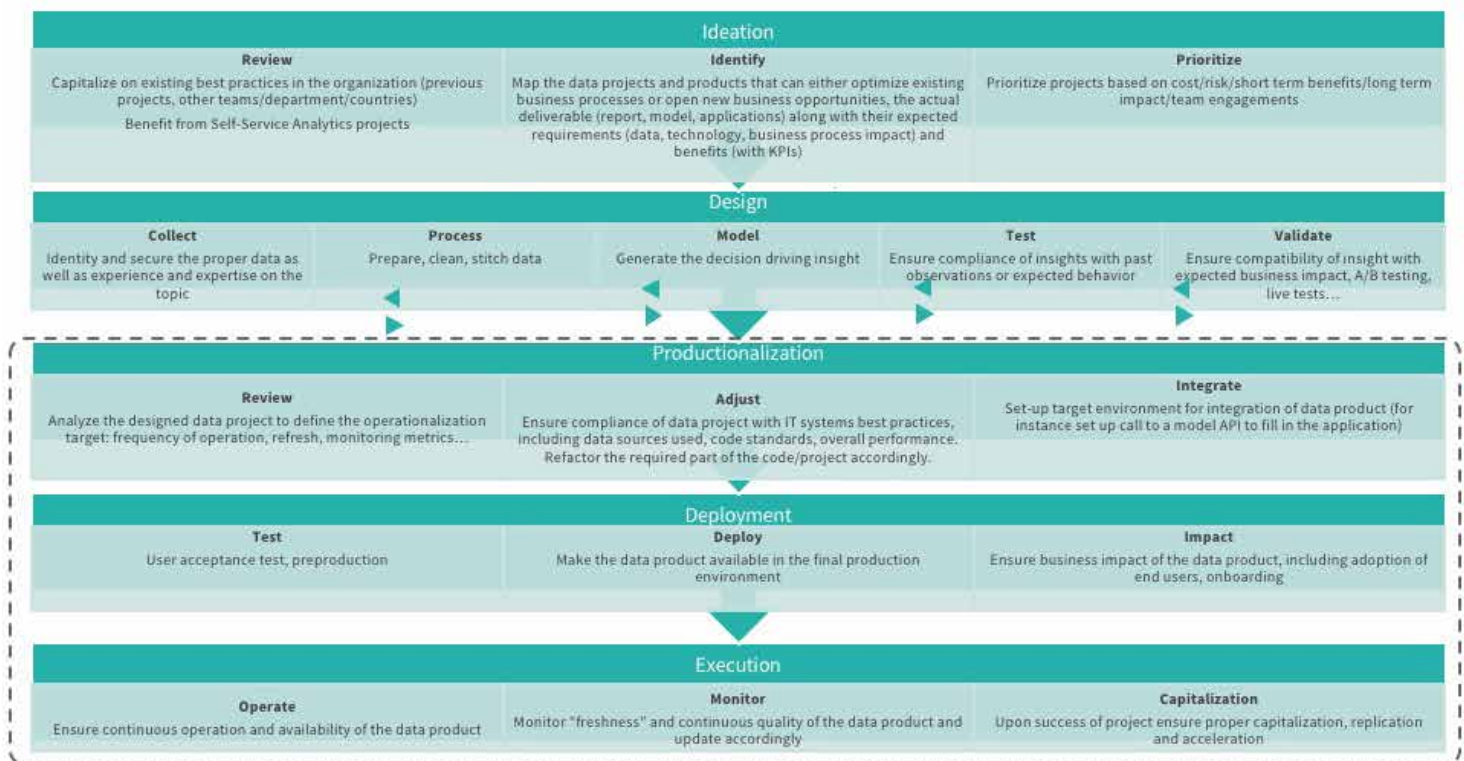 Ideation
Review
Capitalize on existing best practices in the organization (previous
projects, other teams/department/countries)
Benefit from Self-Service Analytics projects
Identify
Map the data projects and products that can either optimize existing
business processes or open new business opportunities, the actual
deliverable (report, model, applications) along with their expected
requirements (data, technology, business process impact) and
benefits (with KPIs)
Prioritize
Prioritize projects based on cost/risk/short term benefits/long term
impact/team engagements
Design
Collect
Identity and secure the proper data as
well as experience and expertise on the
topic
Process
Prepare, clean, stitch data
Model
Generate the decision driving insight
Test
Ensure compliance of insights with past
observations or expected behavior
Validate
Ensure compatibility of insight with
expected business impact, A/B testing,
live tests…
Productionalization
Review
Analyze the designed data project to define the operationalization
target: frequency of operation, refresh, monitoring metrics…
Adjust
Ensure compliance of data project with IT systems best practices,
including data sources used, code standards, overall performance.
Refactor the required part of the code/project accordingly.
Integrate
Set-up target environment for integration of data product (for
instance set up call to a model API to fill in the application)
Deployment
Test
User acceptance test, preproduction
Deploy
Make the data product available in the final production
environment
Impact
Ensure business impact of the data product, including adoption of
end users, onboarding
Execution
Operate
Ensure continuous operation and availability of the data product
Monitor
Monitor "freshness" and continuous quality of the data product and
update accordingly
Capitalization
Upon success of project ensure proper capitalization, replication
and acceleration